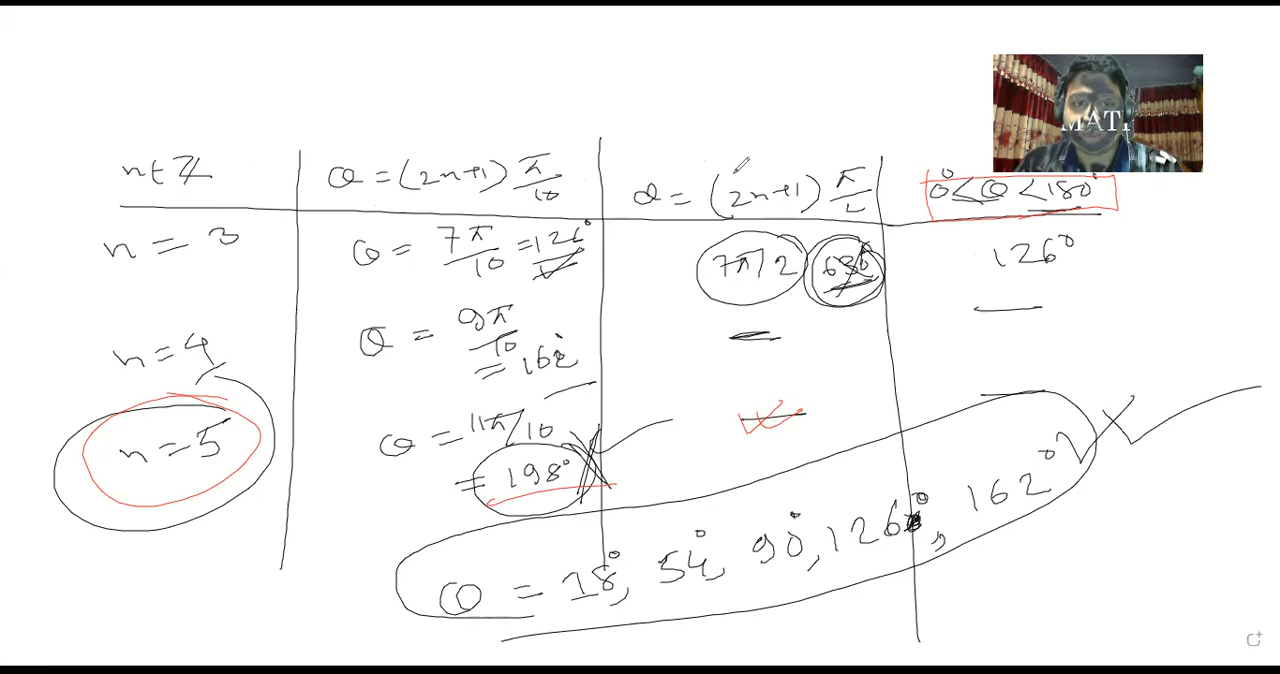 n ∈ ℤ θ = (2n+1) π/10 θ = (2n+1) π/2 0° ≤ θ < 180°
n = 3 θ = 7π/10 = 126° 7π/2 630° 126°
n = 4 θ = 9π/10 —
= 162°
n = 5 θ = 11π/10
= 198°
θ = 18°, 54°, 90°, 126°, 162°
MATI